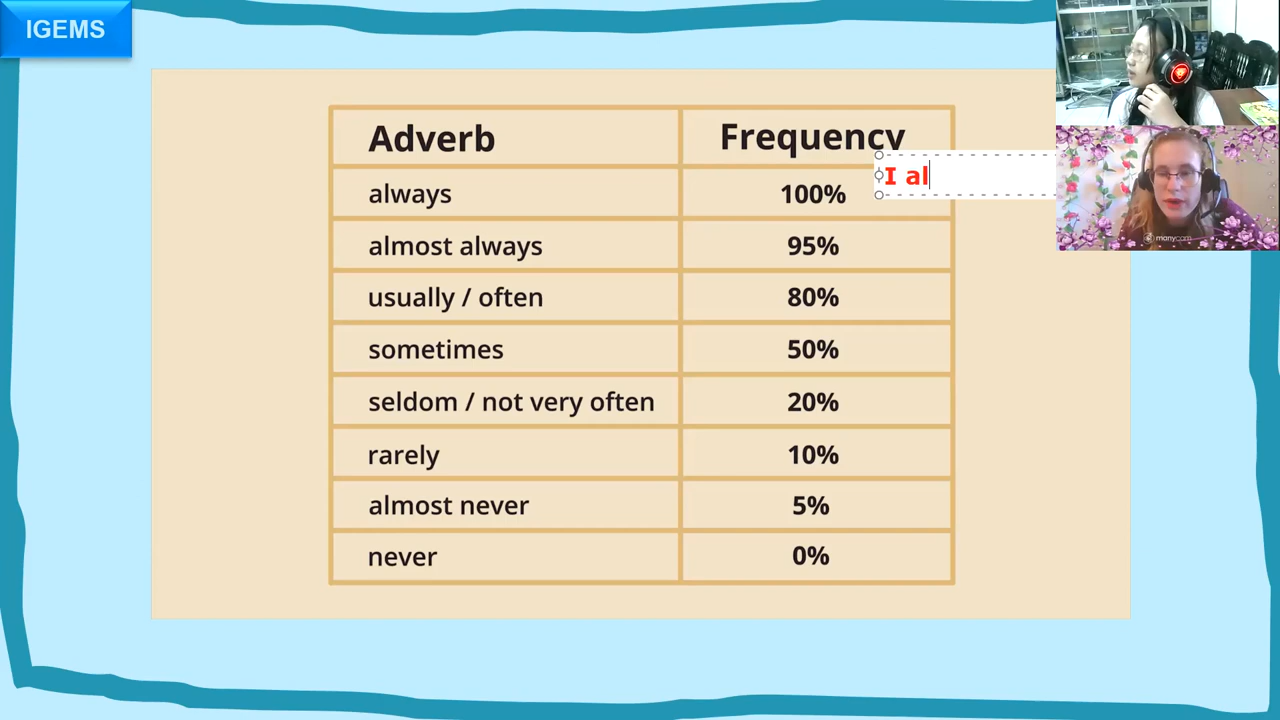 IGEMS
Adverb Frequency
I al
always 100%
almost always 95%
usually / often 80%
sometimes 50%
seldom / not very often 20%
rarely 10%
almost never 5%
never 0%
manycam